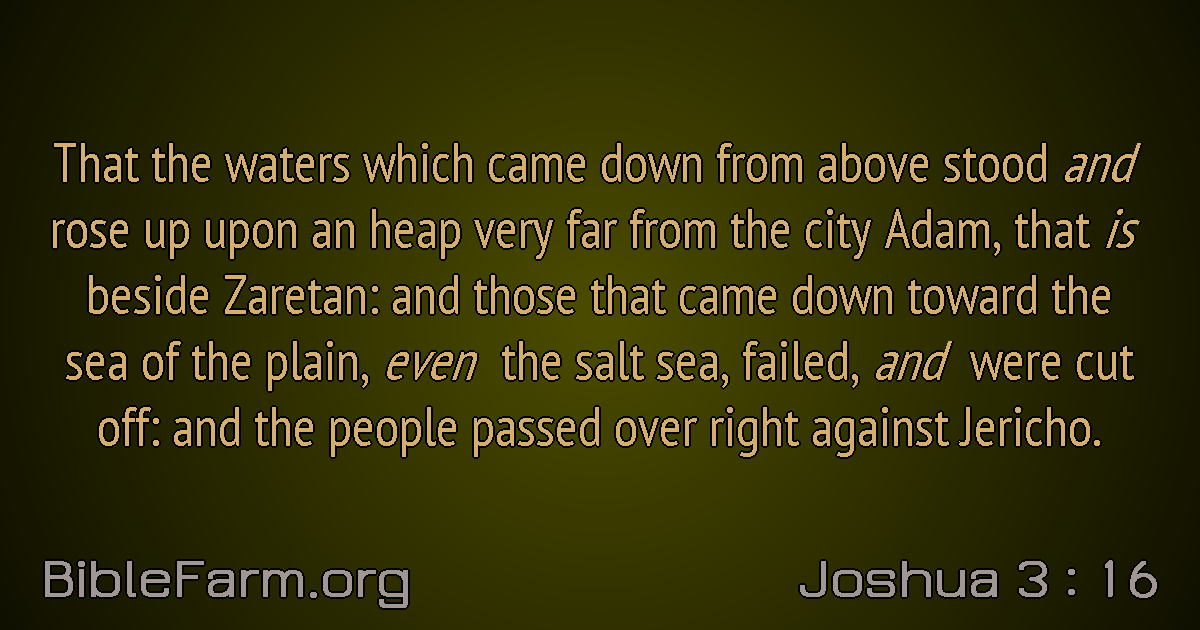 That the waters which came down from above stood and
rose up upon an heap very far from the city Adam, that is
beside Zaretan: and those that came down toward the
sea of the plain, even the salt sea, failed, and were cut
off: and the people passed over right against Jericho.
BibleFarm.org
Joshua 3 : 16